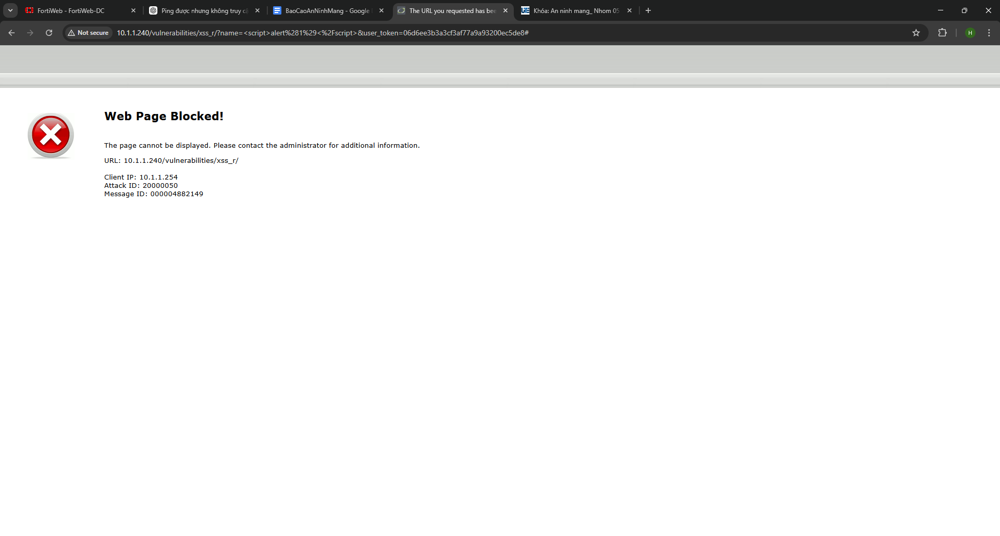 FortiWeb - FortiWeb-DC
Ping được nhưng không truy cậ
BaoCaoAnNinhMang - Google
The URL you requested has bee
Khóa: An ninh mang_ Nhom 05
Not secure
10.1.1.240/vulnerabilities/xss_r/?name=<script>alert%281%29<%2Fscript>&user_token=06d6ee3b3a3cf3af77a9a93200ec5de8#
H
Web Page Blocked!
The page cannot be displayed. Please contact the administrator for additional information.
URL: 10.1.1.240/vulnerabilities/xss_r/
Client IP: 10.1.1.254
Attack ID: 20000050
Message ID: 000004882149